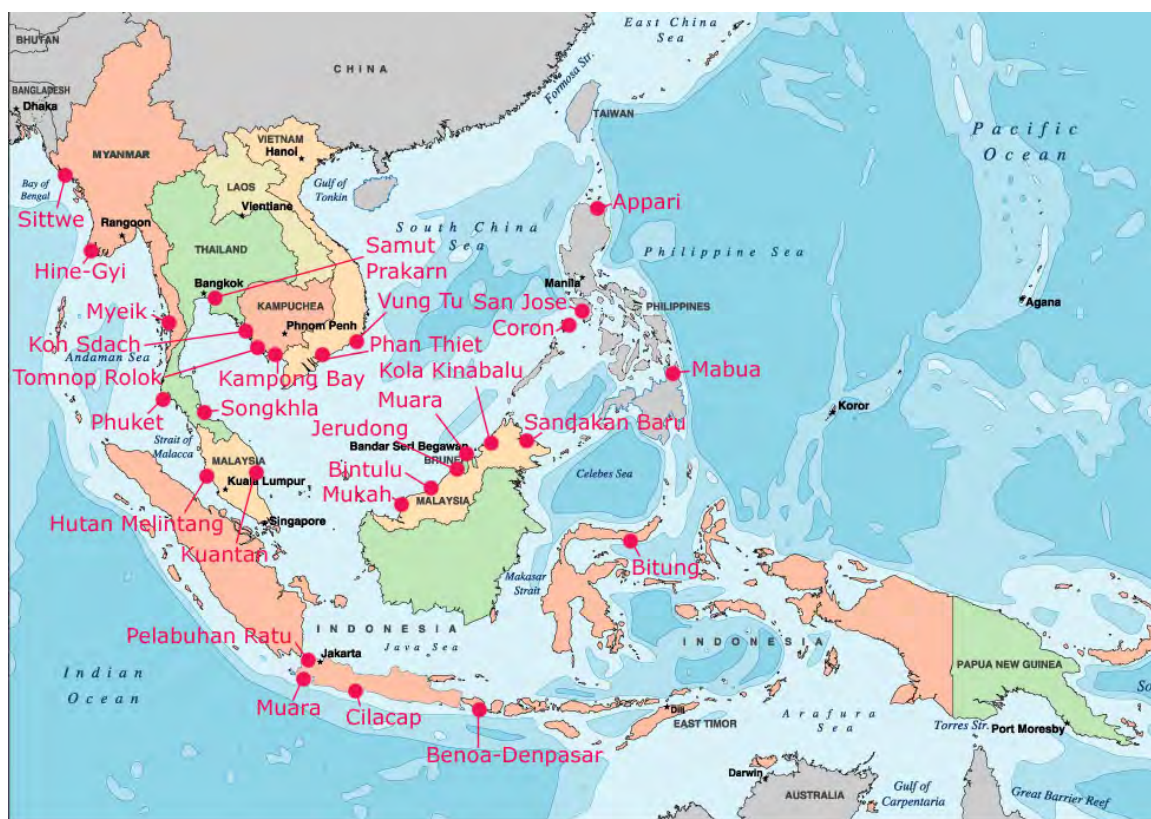 East China
Sea
BHUTAN
CHINA
Formosa Str.
BANGLADESH
Dhaka
TAIWAN
Pacific
Ocean
VIETNAM
Hanoi
MYANMAR
LAOS
Gulf of
Tonkin
Bay of
Bengal
Sittwe
Vientiane
Appari
Rangoon
South China
Sea
THAILAND
Samut
Prakarn
Philippine Sea
Hine-Gyi
Bangkok
Manila
KAMPUCHEA
Vung Tu
San Jose
PHILIPPINES
Agana
Myeik
Phnom Penh
Coron
Koh Sdach
Phan Thiet
Andaman Sea
Tomnop Rolok
Kampong Bay
Kola Kinabalu
Mabua
Phuket
Songkhla
Muara
Koror
Jerudong
Sandakan Baru
Strait of
Malacca
Bandar Seri Begawan
MALAYSIA
BRUNEI
Bintulu
Celebes Sea
Kuala Lumpur
Mukah
MALAYSIA
Hutan Melintang
Singapore
Kuantan
Bitung
Makasar
Strait
Pelabuhan Ratu
INDONESIA
INDONESIA
Java Sea
Jakarta
PAPUA NEW GUINEA
Indian
Ocean
Muara
Cilacap
Dili
EAST TIMOR
Arafura
Sea
Torres Str.
Port Moresby
So
Benoa-Denpasar
Darwin
Gulf of
Carpentaria
AUSTRALIA
Great Barrier Reef